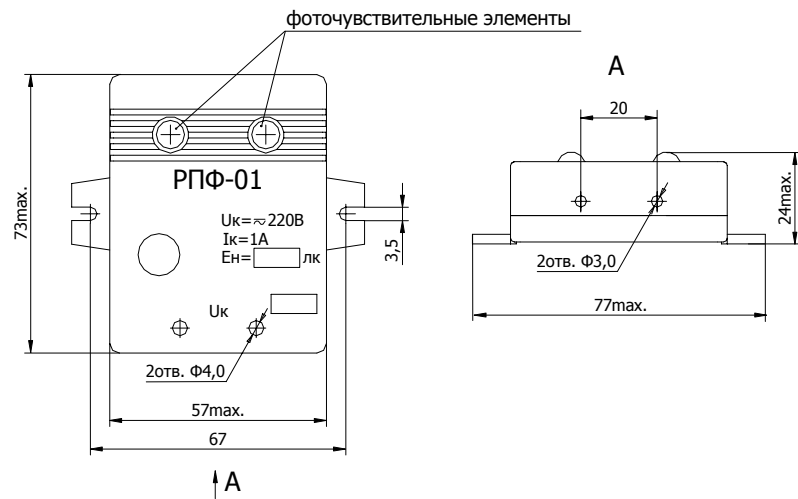 фоточувствительные элементы
А
20
РПФ-01
73max.
24max.
Uк=≂220В
Iк=1А
Ен= лк
3,5
2отв. Ф3,0
77max.
Uк
2отв. Ф4,0
57max.
67
А